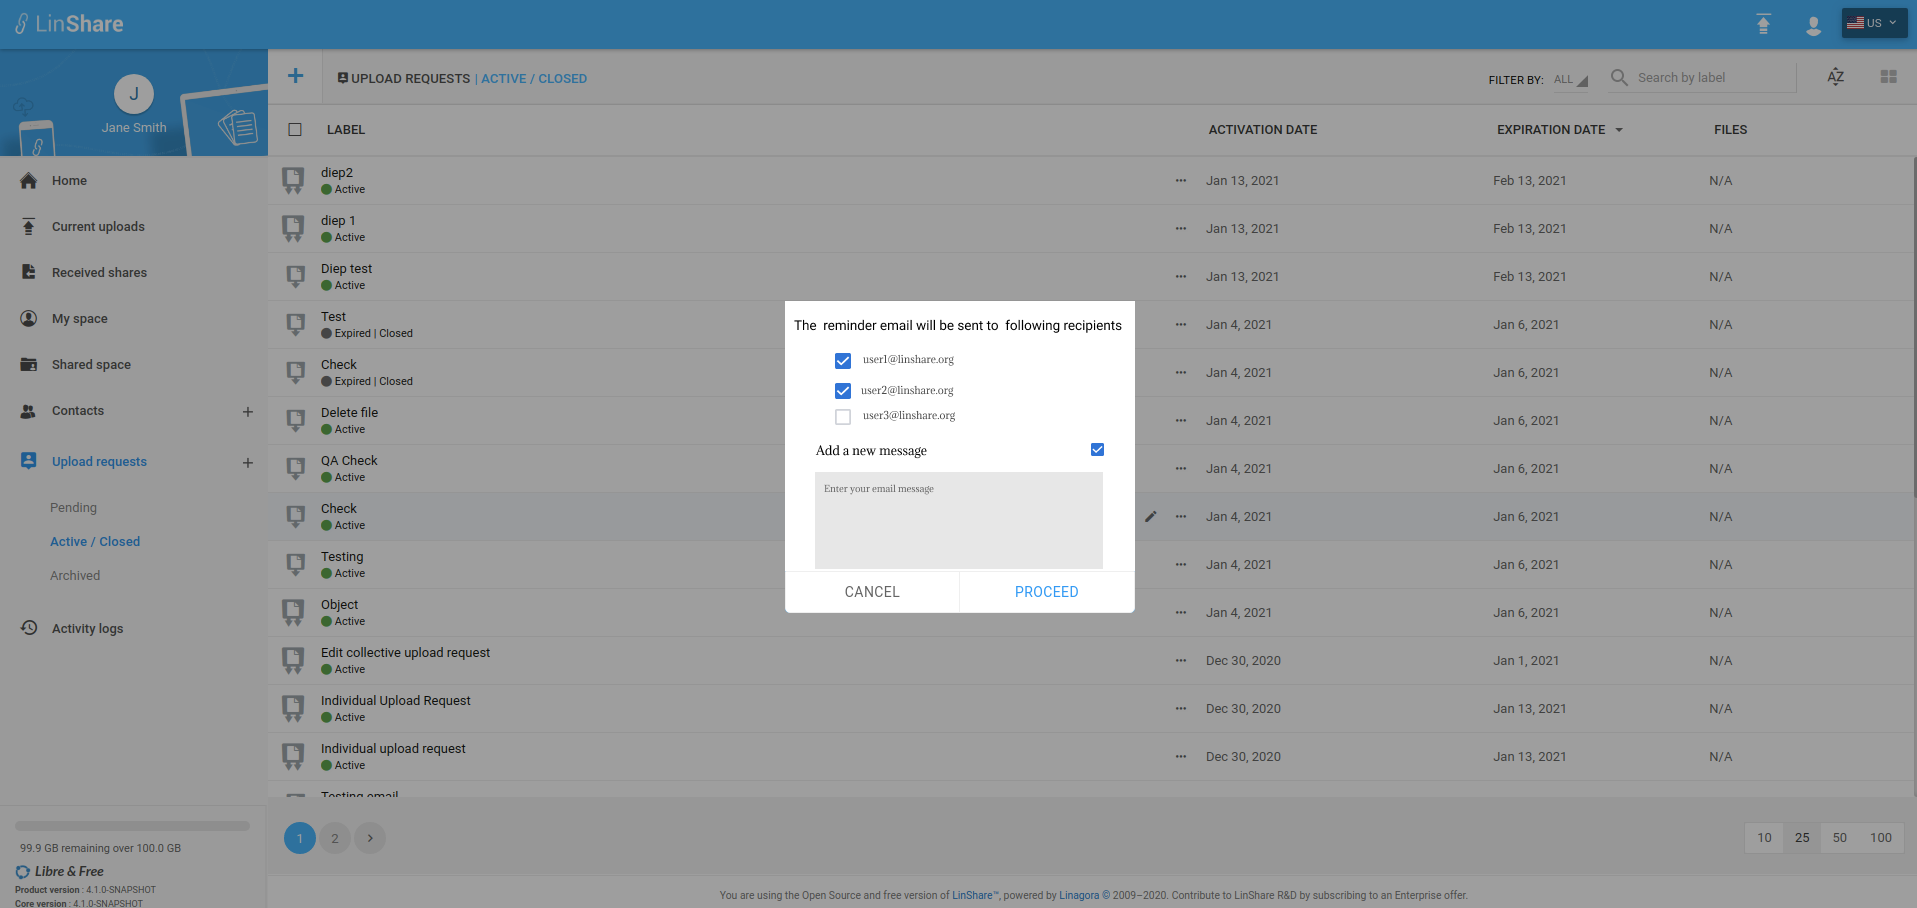 LinShare
US
J
Jane Smith
UPLOAD REQUESTS | ACTIVE / CLOSED
FILTER BY: ALL
Search by label
AZ
LABEL ACTIVATION DATE EXPIRATION DATE FILES
Home
Current uploads
Received shares
My space
Shared space
Contacts
Upload requests
Pending
Active / Closed
Archived
Activity logs
diep2
Active
Jan 13, 2021 Feb 13, 2021 N/A
diep 1
Active
Jan 13, 2021 Feb 13, 2021 N/A
Diep test
Active
Jan 13, 2021 Feb 13, 2021 N/A
Test
Expired | Closed
Jan 4, 2021 Jan 6, 2021 N/A
Check
Expired | Closed
Jan 4, 2021 Jan 6, 2021 N/A
Delete file
Active
Jan 4, 2021 Jan 6, 2021 N/A
QA Check
Active
Jan 4, 2021 Jan 6, 2021 N/A
Check
Active
Jan 4, 2021 Jan 6, 2021 N/A
Testing
Active
Jan 4, 2021 Jan 6, 2021 N/A
Object
Active
Jan 4, 2021 Jan 6, 2021 N/A
Edit collective upload request
Active
Dec 30, 2020 Jan 1, 2021 N/A
Individual Upload Request
Active
Dec 30, 2020 Jan 13, 2021 N/A
Individual upload request
Active
Dec 30, 2020 Jan 13, 2021 N/A
Testing email
The reminder email will be sent to following recipients
user1@linshare.org
user2@linshare.org
user3@linshare.org
Add a new message
Enter your email message
CANCEL PROCEED
1 2
10 25 50 100
99.9 GB remaining over 100.0 GB
Libre & Free
Product version : 4.1.0-SNAPSHOT
Core version : 4.1.0-SNAPSHOT
You are using the Open Source and free version of LinShare™, powered by Linagora © 2009–2020. Contribute to LinShare R&D by subscribing to an Enterprise offer.